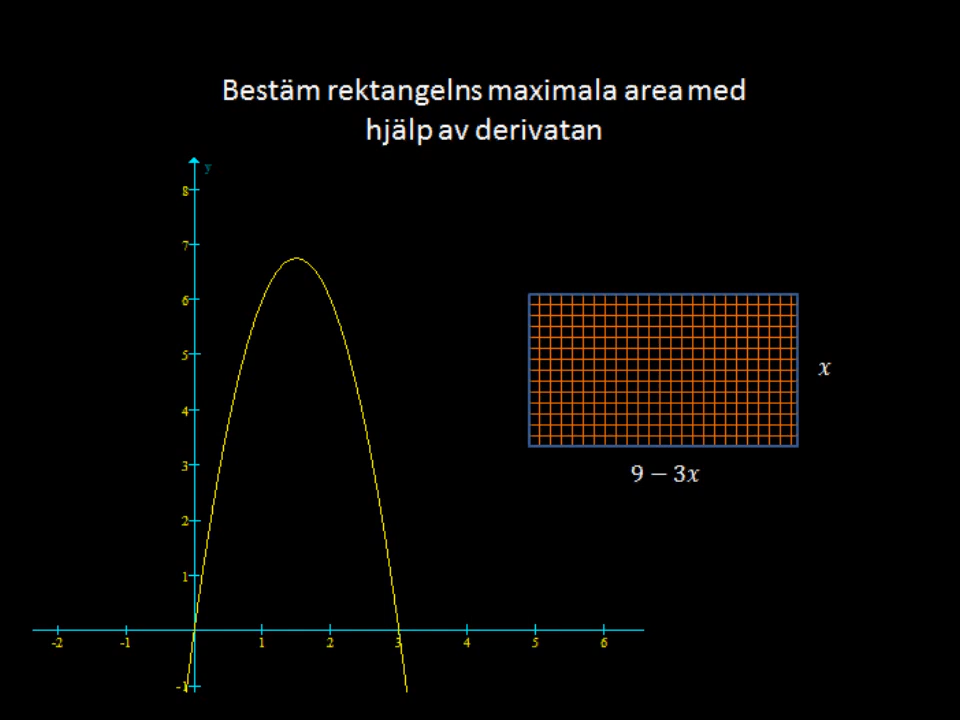 Bestäm rektangelns maximala area med
hjälp av derivatan
y
8
7
6
5
4
3
2
1
-1
-2 -1 1 2 3 4 5 6
x
9 − 3x